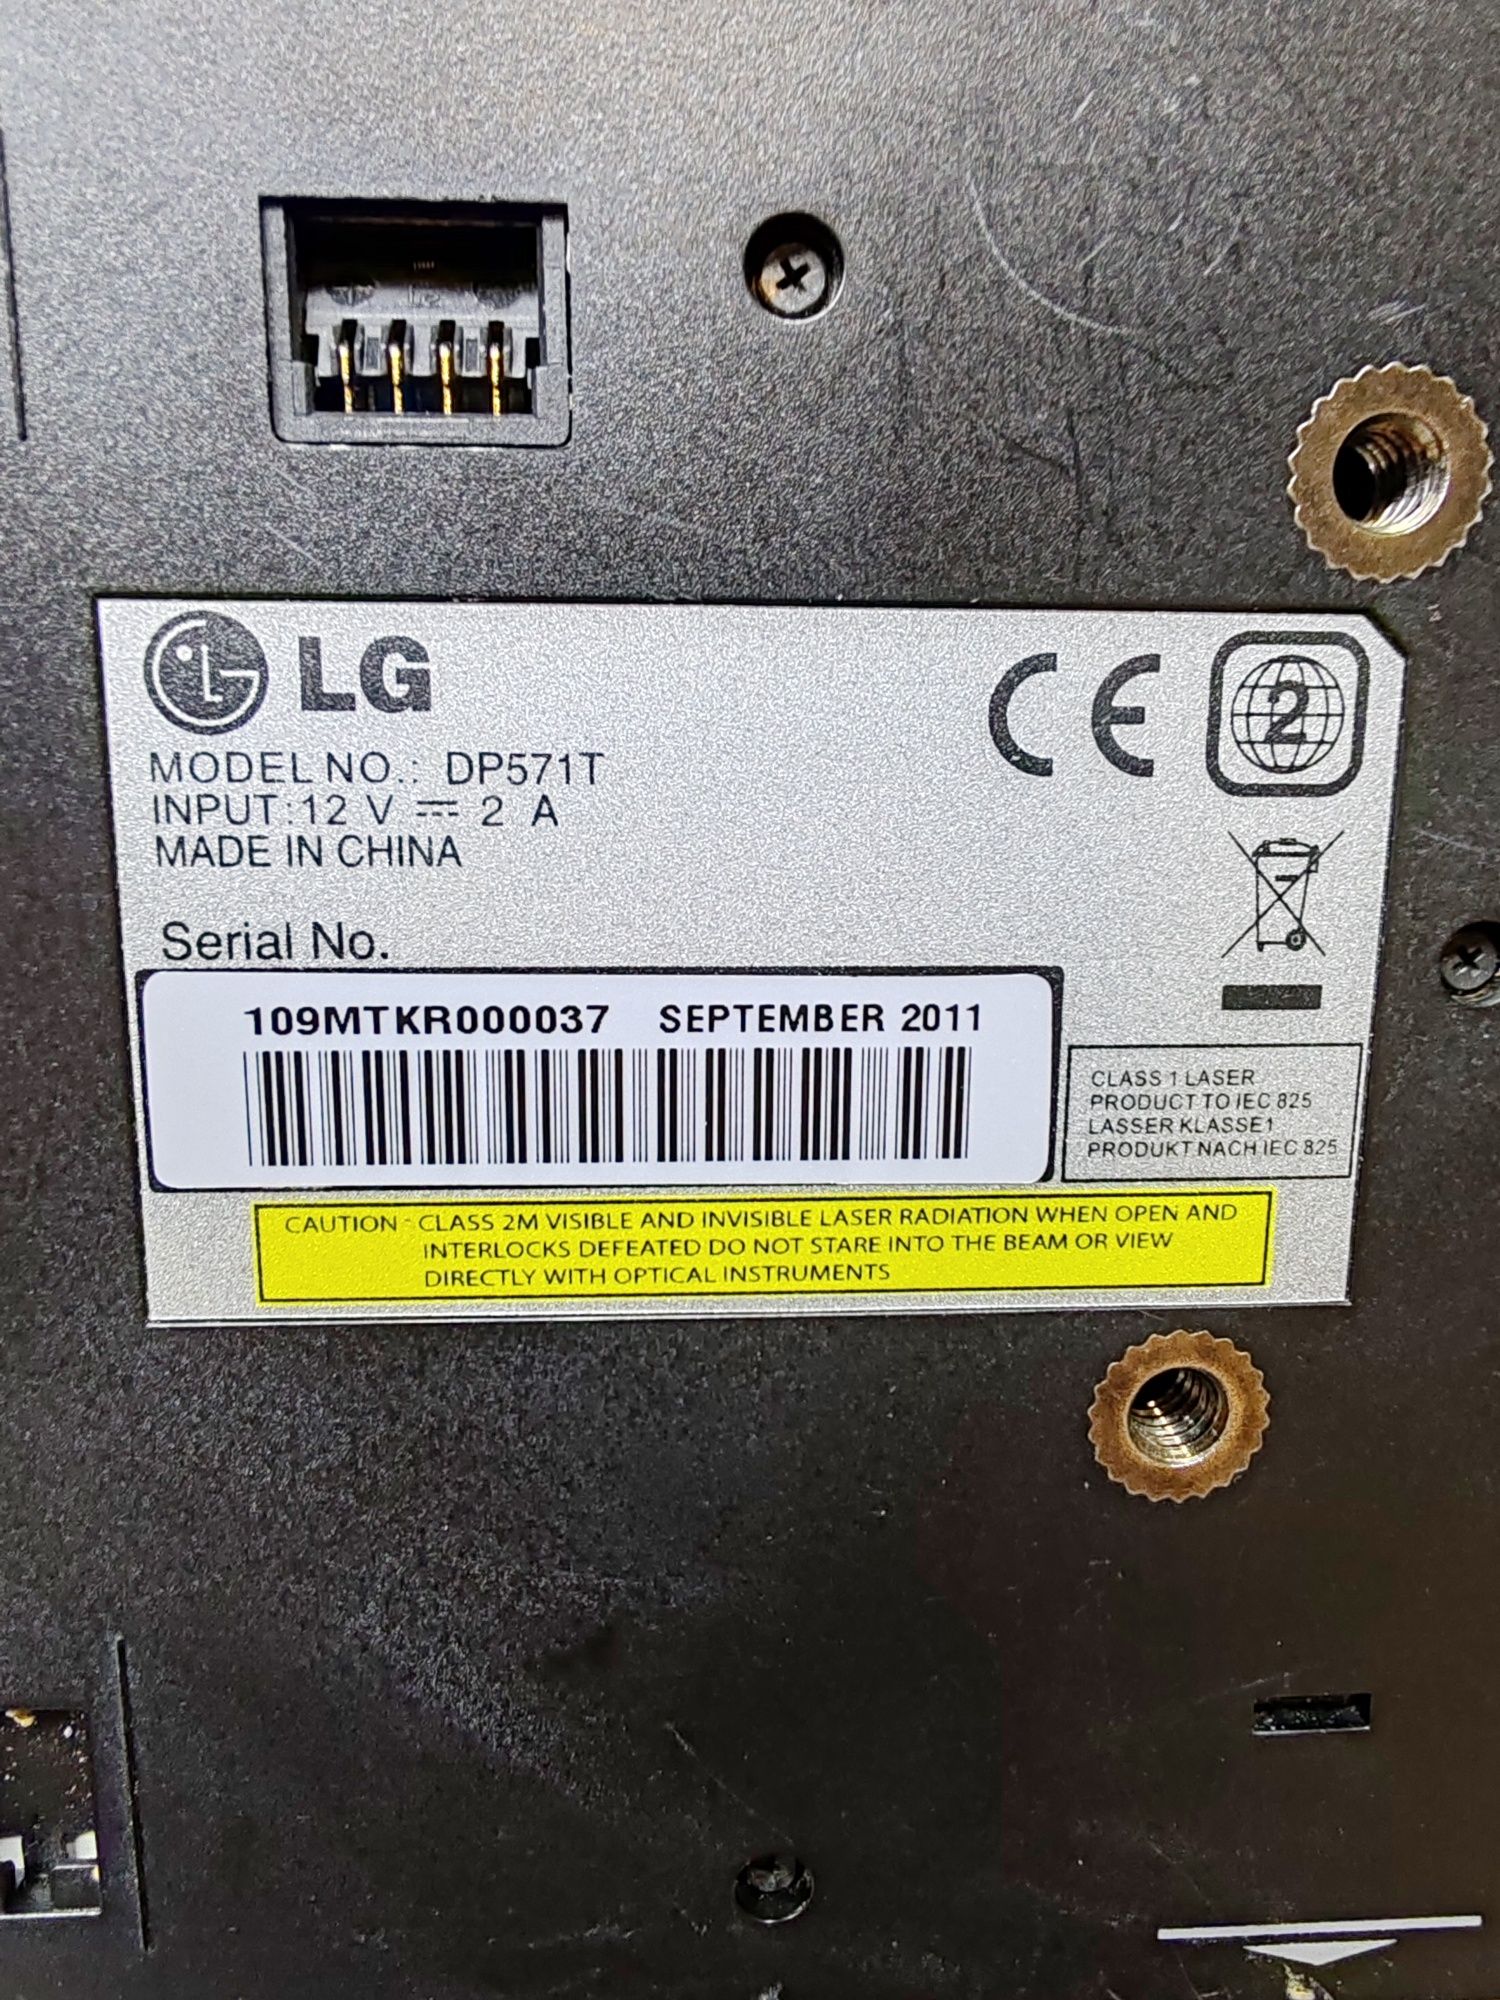 LG
MODEL NO.: DP571T
INPUT:12 V ⎓ 2 A
MADE IN CHINA
CE
2
Serial No.
109MTKR000037 SEPTEMBER 2011
CLASS 1 LASER
PRODUCT TO IEC 825
LASSER KLASSE1
PRODUKT NACH IEC 825
CAUTION - CLASS 2M VISIBLE AND INVISIBLE LASER RADIATION WHEN OPEN AND
INTERLOCKS DEFEATED DO NOT STARE INTO THE BEAM OR VIEW
DIRECTLY WITH OPTICAL INSTRUMENTS